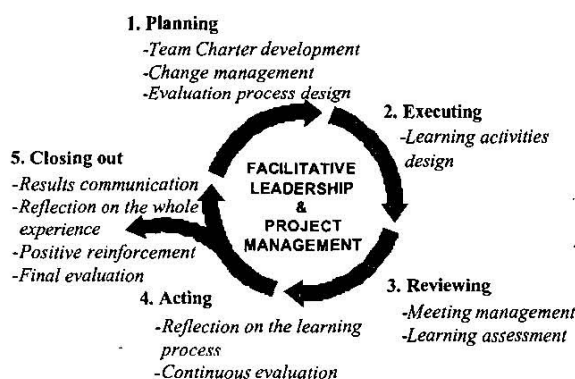 1. Planning
-Team Charter development
-Change management
-Evaluation process design
2. Executing
-Learning activities
design
FACILITATIVE
LEADERSHIP
&
PROJECT
MANAGEMENT
3. Reviewing
-Meeting management
-Learning assessment
4. Acting
-Reflection on the learning
process
-Continuous evaluation
5. Closing out
-Results communication
-Reflection on the whole
experience
-Positive reinforcement
-Final evaluation